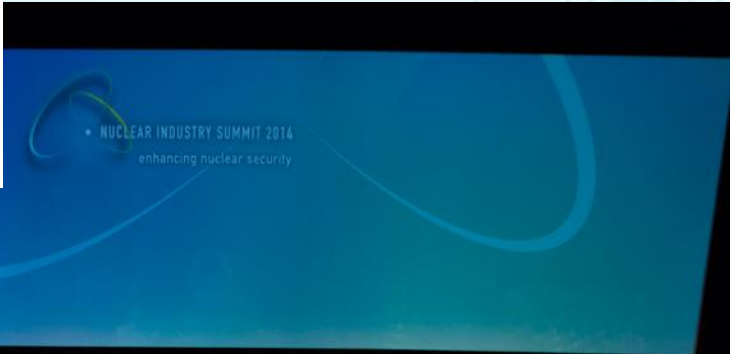 NUCLEAR INDUSTRY SUMMIT 2014
enhancing nuclear security